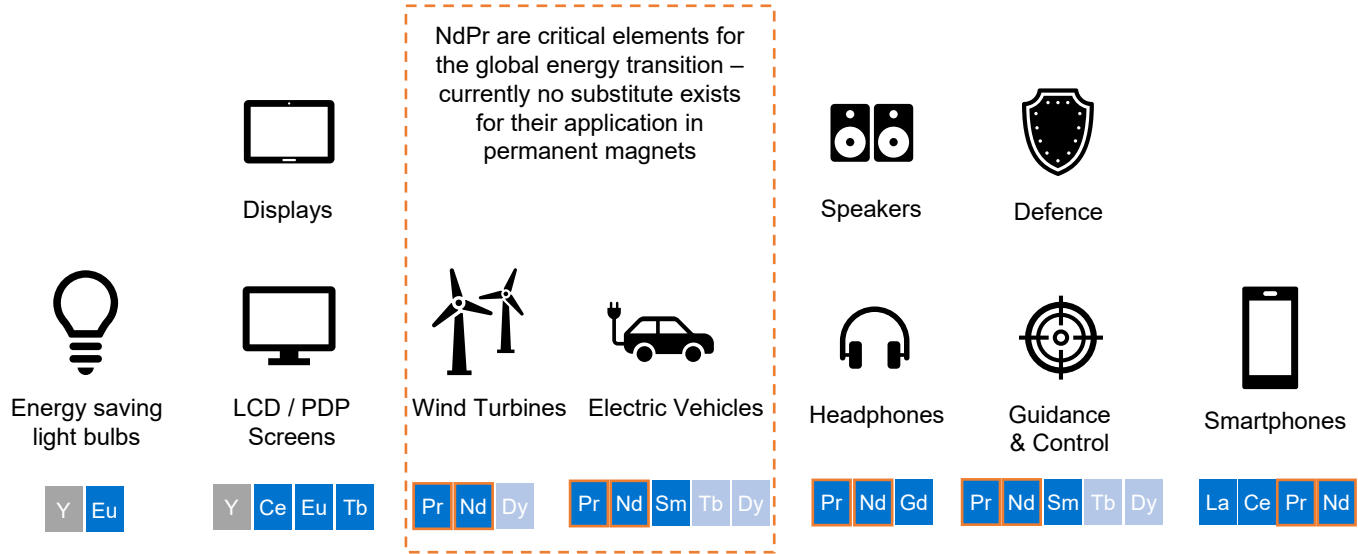 NdPr are critical elements for
the global energy transition –
currently no substitute exists
for their application in
permanent magnets
Displays
Speakers
Defence
Energy saving
light bulbs
LCD / PDP
Screens
Wind Turbines
Electric Vehicles
Headphones
Guidance
& Control
Smartphones
Y Eu
Y Ce Eu Tb
Pr Nd Dy
Pr Nd Sm Tb Dy
Pr Nd Gd
Pr Nd Sm Tb Dy
La Ce Pr Nd